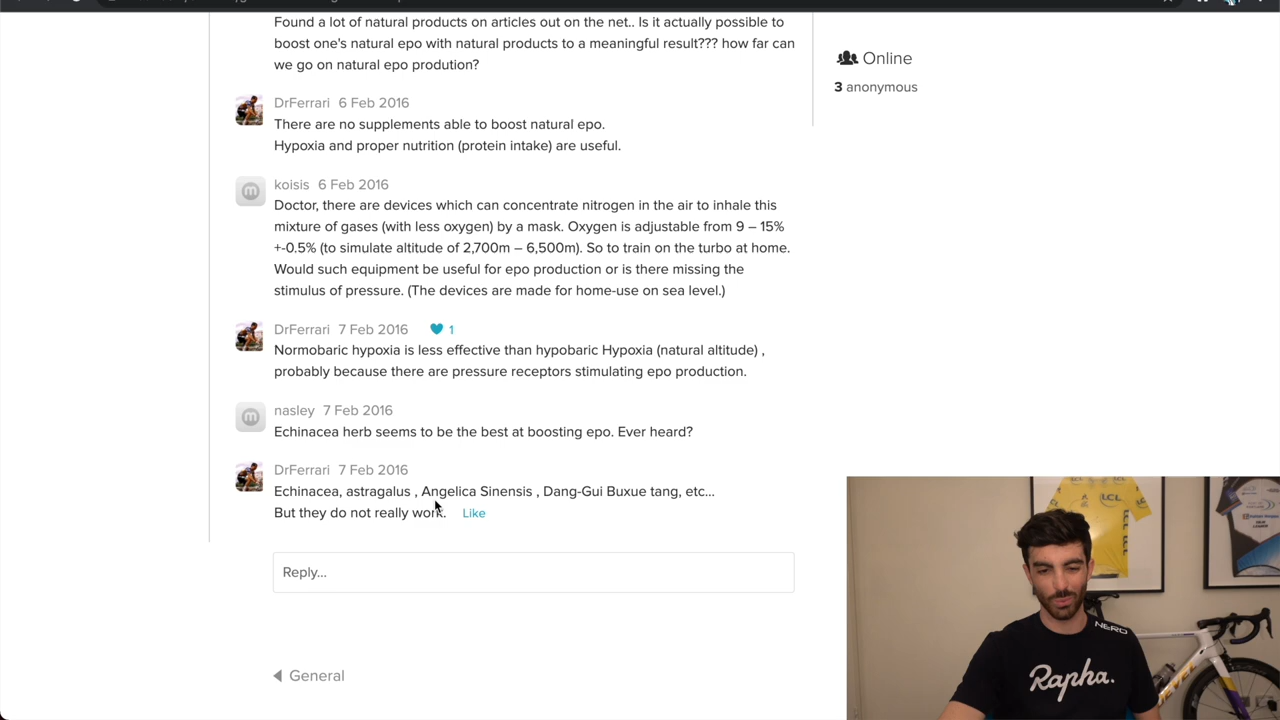 Found a lot of natural products on articles out on the net.. Is it actually possible to
boost one's natural epo with natural products to a meaningful result??? how far can
we go on natural epo prodution?
Online
3 anonymous
DrFerrari 6 Feb 2016
There are no supplements able to boost natural epo.
Hypoxia and proper nutrition (protein intake) are useful.
koisis 6 Feb 2016
Doctor, there are devices which can concentrate nitrogen in the air to inhale this
mixture of gases (with less oxygen) by a mask. Oxygen is adjustable from 9 – 15%
+-0.5% (to simulate altitude of 2,700m – 6,500m). So to train on the turbo at home.
Would such equipment be useful for epo production or is there missing the
stimulus of pressure. (The devices are made for home-use on sea level.)
DrFerrari 7 Feb 2016 1
Normobaric hypoxia is less effective than hypobaric Hypoxia (natural altitude) ,
probably because there are pressure receptors stimulating epo production.
nasley 7 Feb 2016
Echinacea herb seems to be the best at boosting epo. Ever heard?
DrFerrari 7 Feb 2016
Echinacea, astragalus , Angelica Sinensis , Dang-Gui Buxue tang, etc...
But they do not really work. Like
Reply...
General
LCL
LCL
NERO
Rapha.